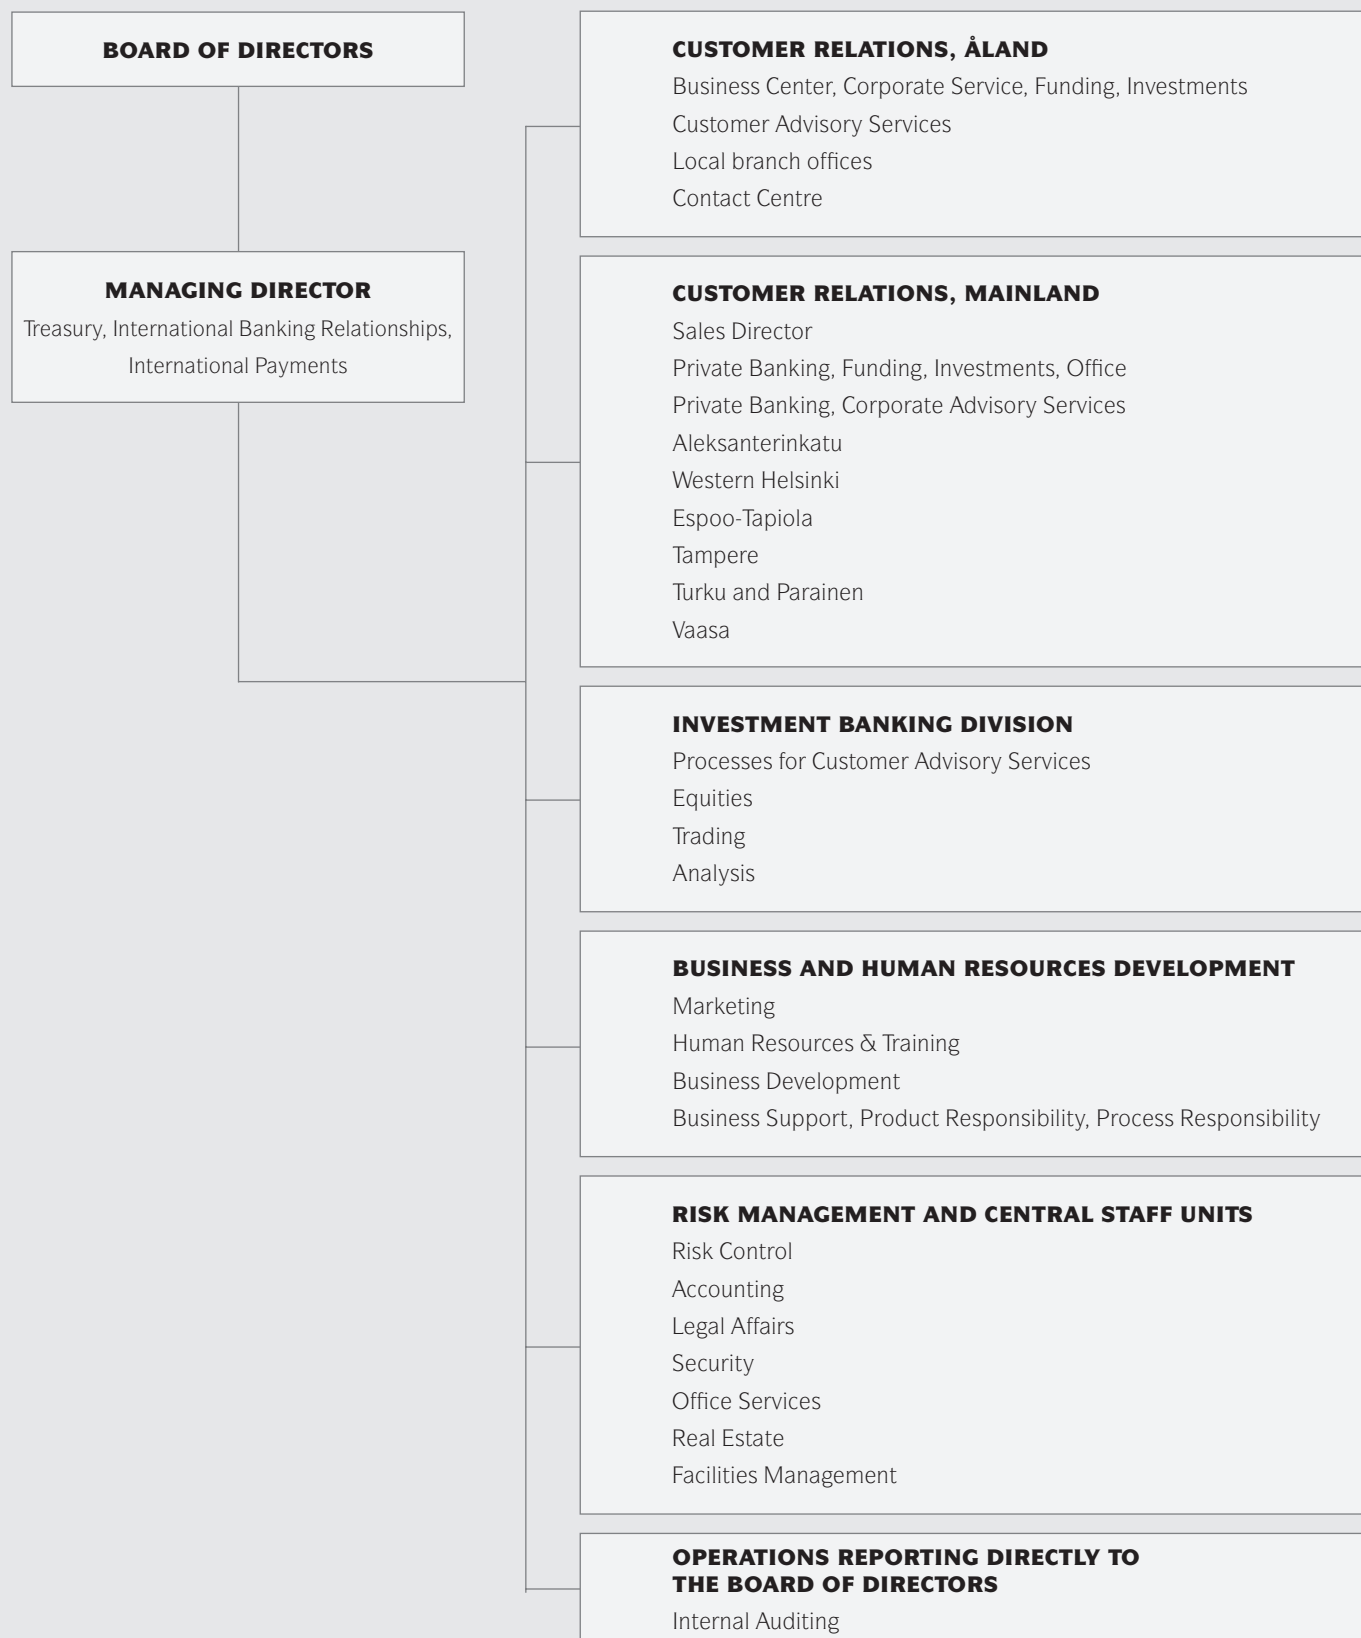 BOARD OF DIRECTORS
MANAGING DIRECTOR
Treasury, International Banking Relationships,
International Payments
CUSTOMER RELATIONS, ÅLAND
Business Center, Corporate Service, Funding, Investments
Customer Advisory Services
Local branch offices
Contact Centre
CUSTOMER RELATIONS, MAINLAND
Sales Director
Private Banking, Funding, Investments, Office
Private Banking, Corporate Advisory Services
Aleksanterinkatu
Western Helsinki
Espoo-Tapiola
Tampere
Turku and Parainen
Vaasa
INVESTMENT BANKING DIVISION
Processes for Customer Advisory Services
Equities
Trading
Analysis
BUSINESS AND HUMAN RESOURCES DEVELOPMENT
Marketing
Human Resources & Training
Business Development
Business Support, Product Responsibility, Process Responsibility
RISK MANAGEMENT AND CENTRAL STAFF UNITS
Risk Control
Accounting
Legal Affairs
Security
Office Services
Real Estate
Facilities Management
OPERATIONS REPORTING DIRECTLY TO
THE BOARD OF DIRECTORS
Internal Auditing